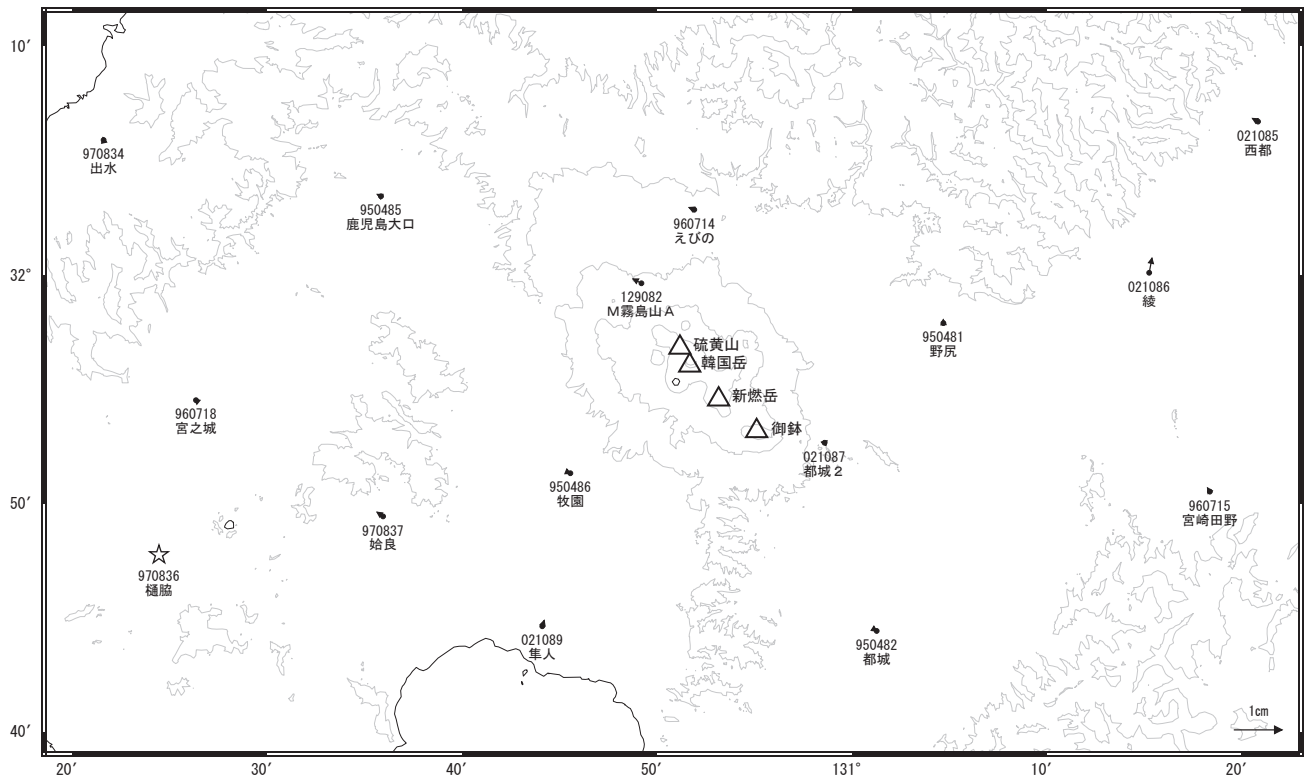 10′
970834
出水
021085
西都
950485
鹿児島大口
960714
えびの
32°
129082
M霧島山A
021086
綾
950481
野尻
硫黄山
韓国岳
新燃岳
御鉢
960718
宮之城
021087
都城2
950486
牧園
50′
960715
宮崎田野
970837
姶良
970836
樋脇
021089
隼人
950482
都城
1cm
40′
20′
30′
40′
50′
131°
10′
20′